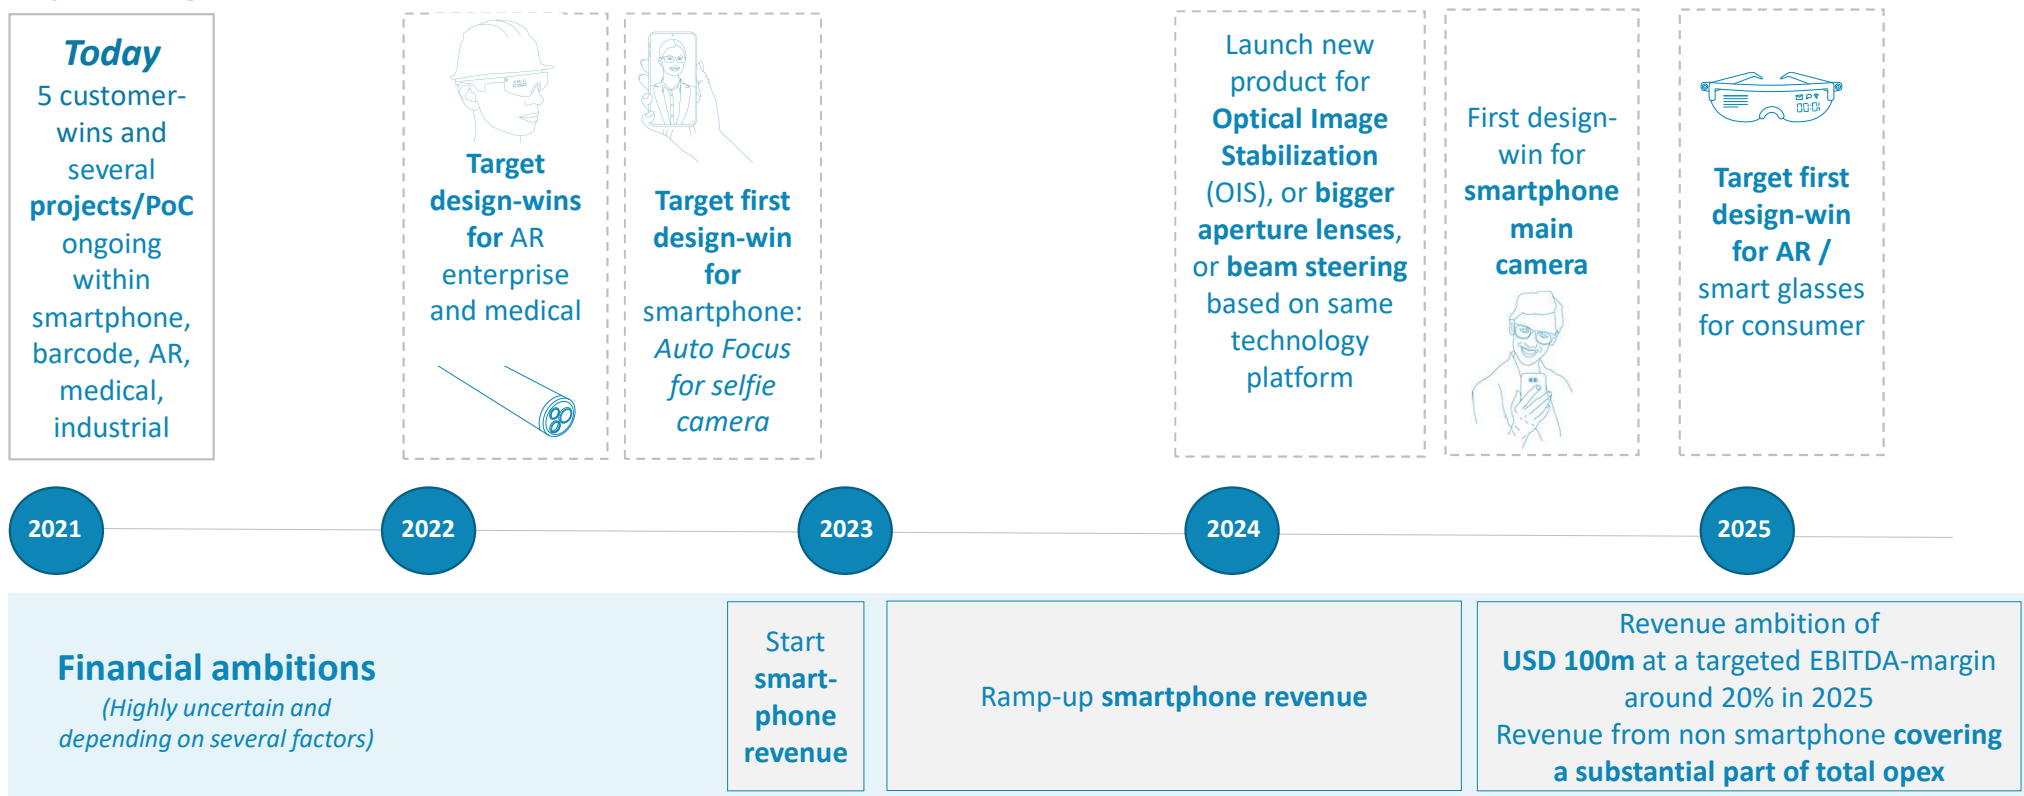 Today
5 customer-
wins and
several
projects/PoC
ongoing
within
smartphone,
barcode, AR,
medical,
industrial
Target
design-wins
for AR
enterprise
and medical
Target first
design-win
for
smartphone:
Auto Focus
for selfie
camera
Launch new
product for
Optical Image
Stabilization
(OIS), or bigger
aperture lenses,
or beam steering
based on same
technology
platform
First design-
win for
smartphone
main
camera
00:01
Target first
design-win
for AR /
smart glasses
for consumer
2021
2022
2023
2024
2025
Financial ambitions
(Highly uncertain and
depending on several factors)
Start
smart-
phone
revenue
Ramp-up smartphone revenue
Revenue ambition of
USD 100m at a targeted EBITDA-margin
around 20% in 2025
Revenue from non smartphone covering
a substantial part of total opex